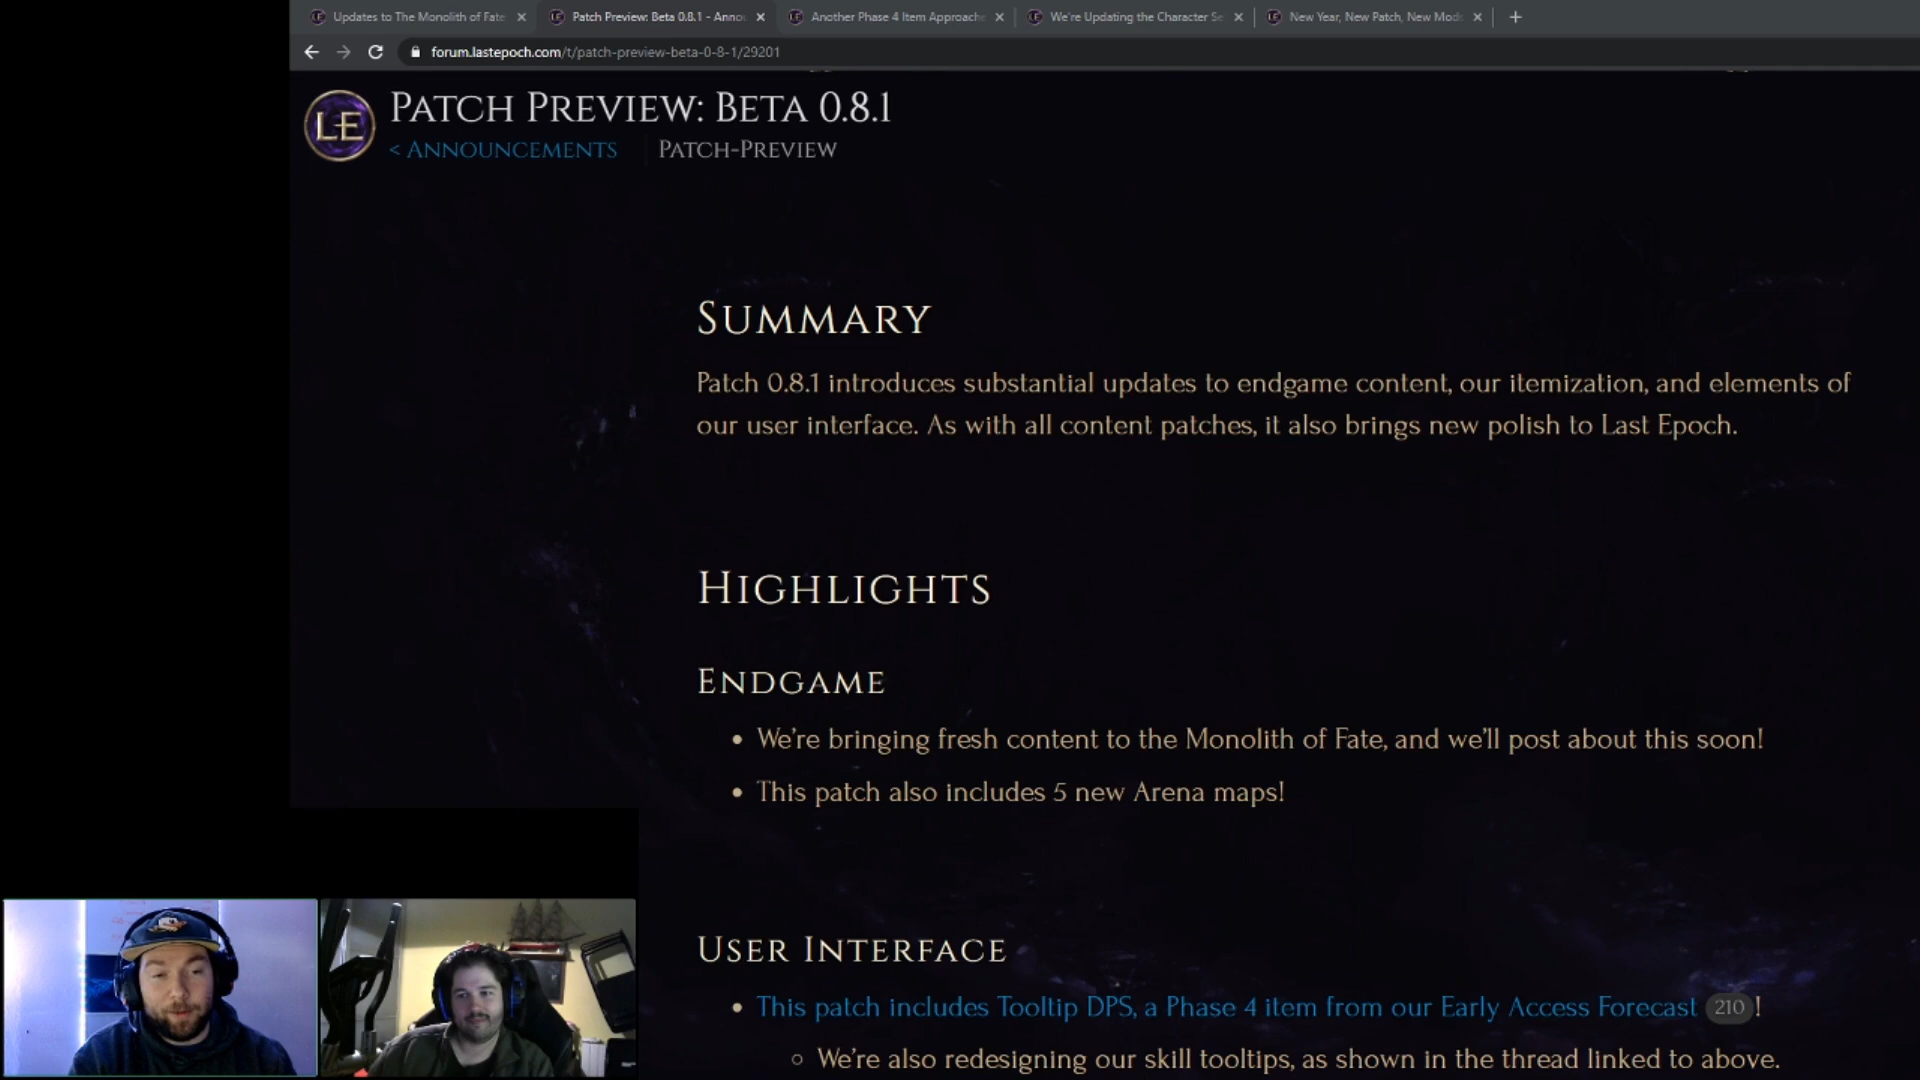 Updates to The Monolith of Fate
Patch Preview: Beta 0.8.1 - Annou
Another Phase 4 Item Approache
We're Updating the Character Se
New Year, New Patch, New Mod
forum.lastepoch.com/t/patch-preview-beta-0-8-1/29201
LE
Patch Preview: Beta 0.8.1
< Announcements
Patch-Preview
Summary
Patch 0.8.1 introduces substantial updates to endgame content, our itemization, and elements of
our user interface. As with all content patches, it also brings new polish to Last Epoch.
Highlights
Endgame
• We're bringing fresh content to the Monolith of Fate, and we'll post about this soon!
• This patch also includes 5 new Arena maps!
User Interface
• This patch includes Tooltip DPS, a Phase 4 item from our Early Access Forecast 210 !
○ We're also redesigning our skill tooltips, as shown in the thread linked to above.